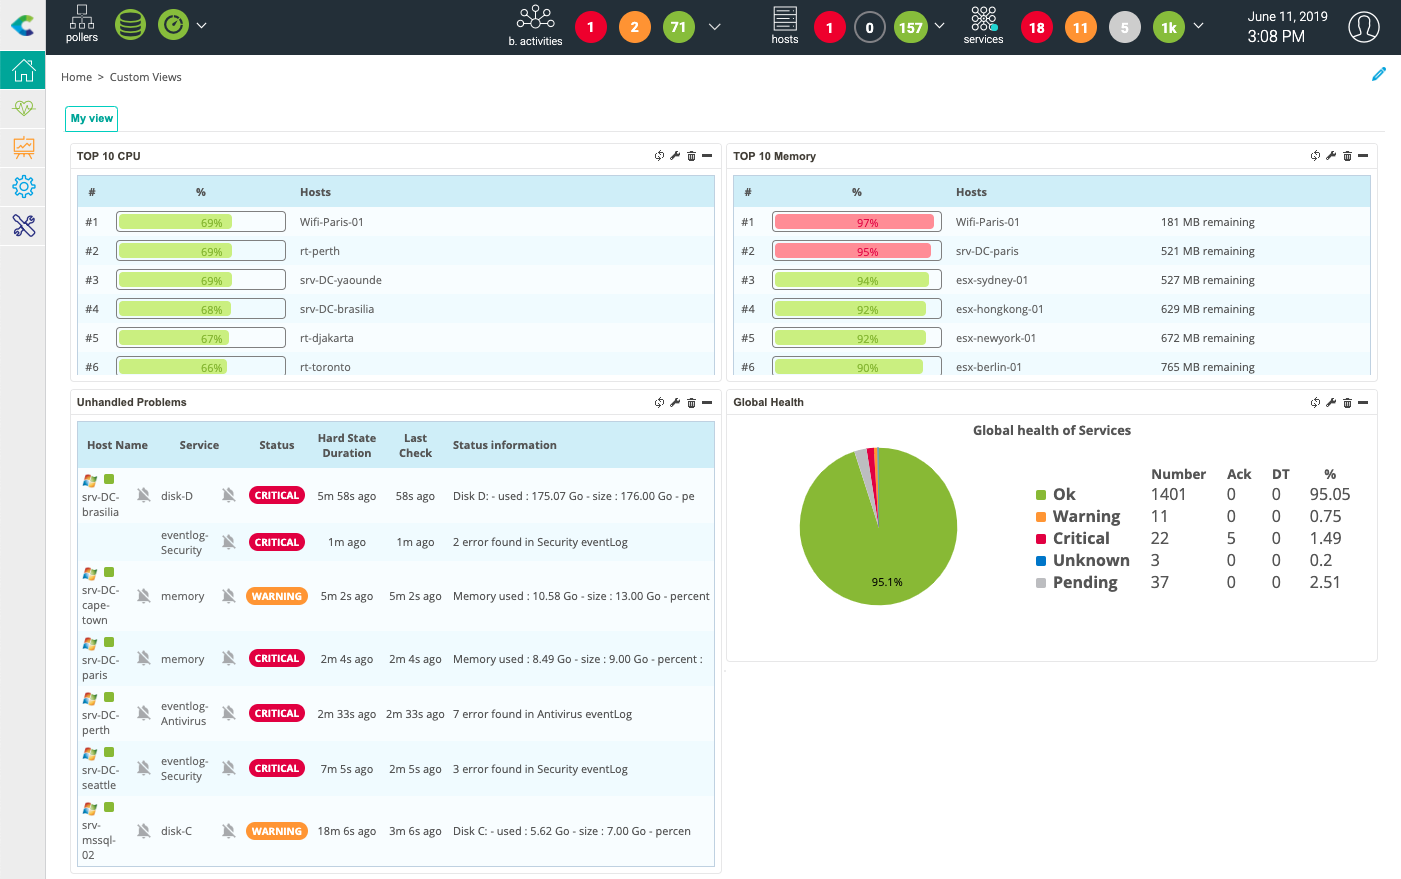 pollers
b. activities
1
2
71
hosts
1
0
157
services
18
11
5
1k
June 11, 2019
3:08 PM
Home > Custom Views
My view
TOP 10 CPU
# % Hosts
#1 69% Wifi-Paris-01
#2 69% rt-perth
#3 69% srv-DC-yaounde
#4 68% srv-DC-brasilia
#5 67% rt-djakarta
#6 66% rt-toronto
TOP 10 Memory
# % Hosts
#1 97% Wifi-Paris-01 181 MB remaining
#2 95% srv-DC-paris 521 MB remaining
#3 94% esx-sydney-01 527 MB remaining
#4 92% esx-hongkong-01 629 MB remaining
#5 92% esx-newyork-01 672 MB remaining
#6 90% esx-berlin-01 765 MB remaining
Unhandled Problems
Host Name Service Status Hard State Duration Last Check Status information
srv-DC-
brasilia
disk-D CRITICAL 5m 58s ago 58s ago Disk D: - used : 175.07 Go - size : 176.00 Go - pe
eventlog-
Security
CRITICAL 1m ago 1m ago 2 error found in Security eventLog
srv-DC-
cape-
town
memory WARNING 5m 2s ago 5m 2s ago Memory used : 10.58 Go - size : 13.00 Go - percent
srv-DC-
paris
memory CRITICAL 2m 4s ago 2m 4s ago Memory used : 8.49 Go - size : 9.00 Go - percent :
srv-DC-
perth
eventlog-
Antivirus
CRITICAL 2m 33s ago 2m 33s ago 7 error found in Antivirus eventLog
srv-DC-
seattle
eventlog-
Security
CRITICAL 7m 5s ago 2m 5s ago 3 error found in Security eventLog
srv-
mssql-
02
disk-C WARNING 18m 6s ago 3m 6s ago Disk C: - used : 5.62 Go - size : 7.00 Go - percen
Global Health
Global health of Services
95.1%
Number Ack DT %
Ok 1401 0 0 95.05
Warning 11 0 0 0.75
Critical 22 5 0 1.49
Unknown 3 0 0 0.2
Pending 37 0 0 2.51